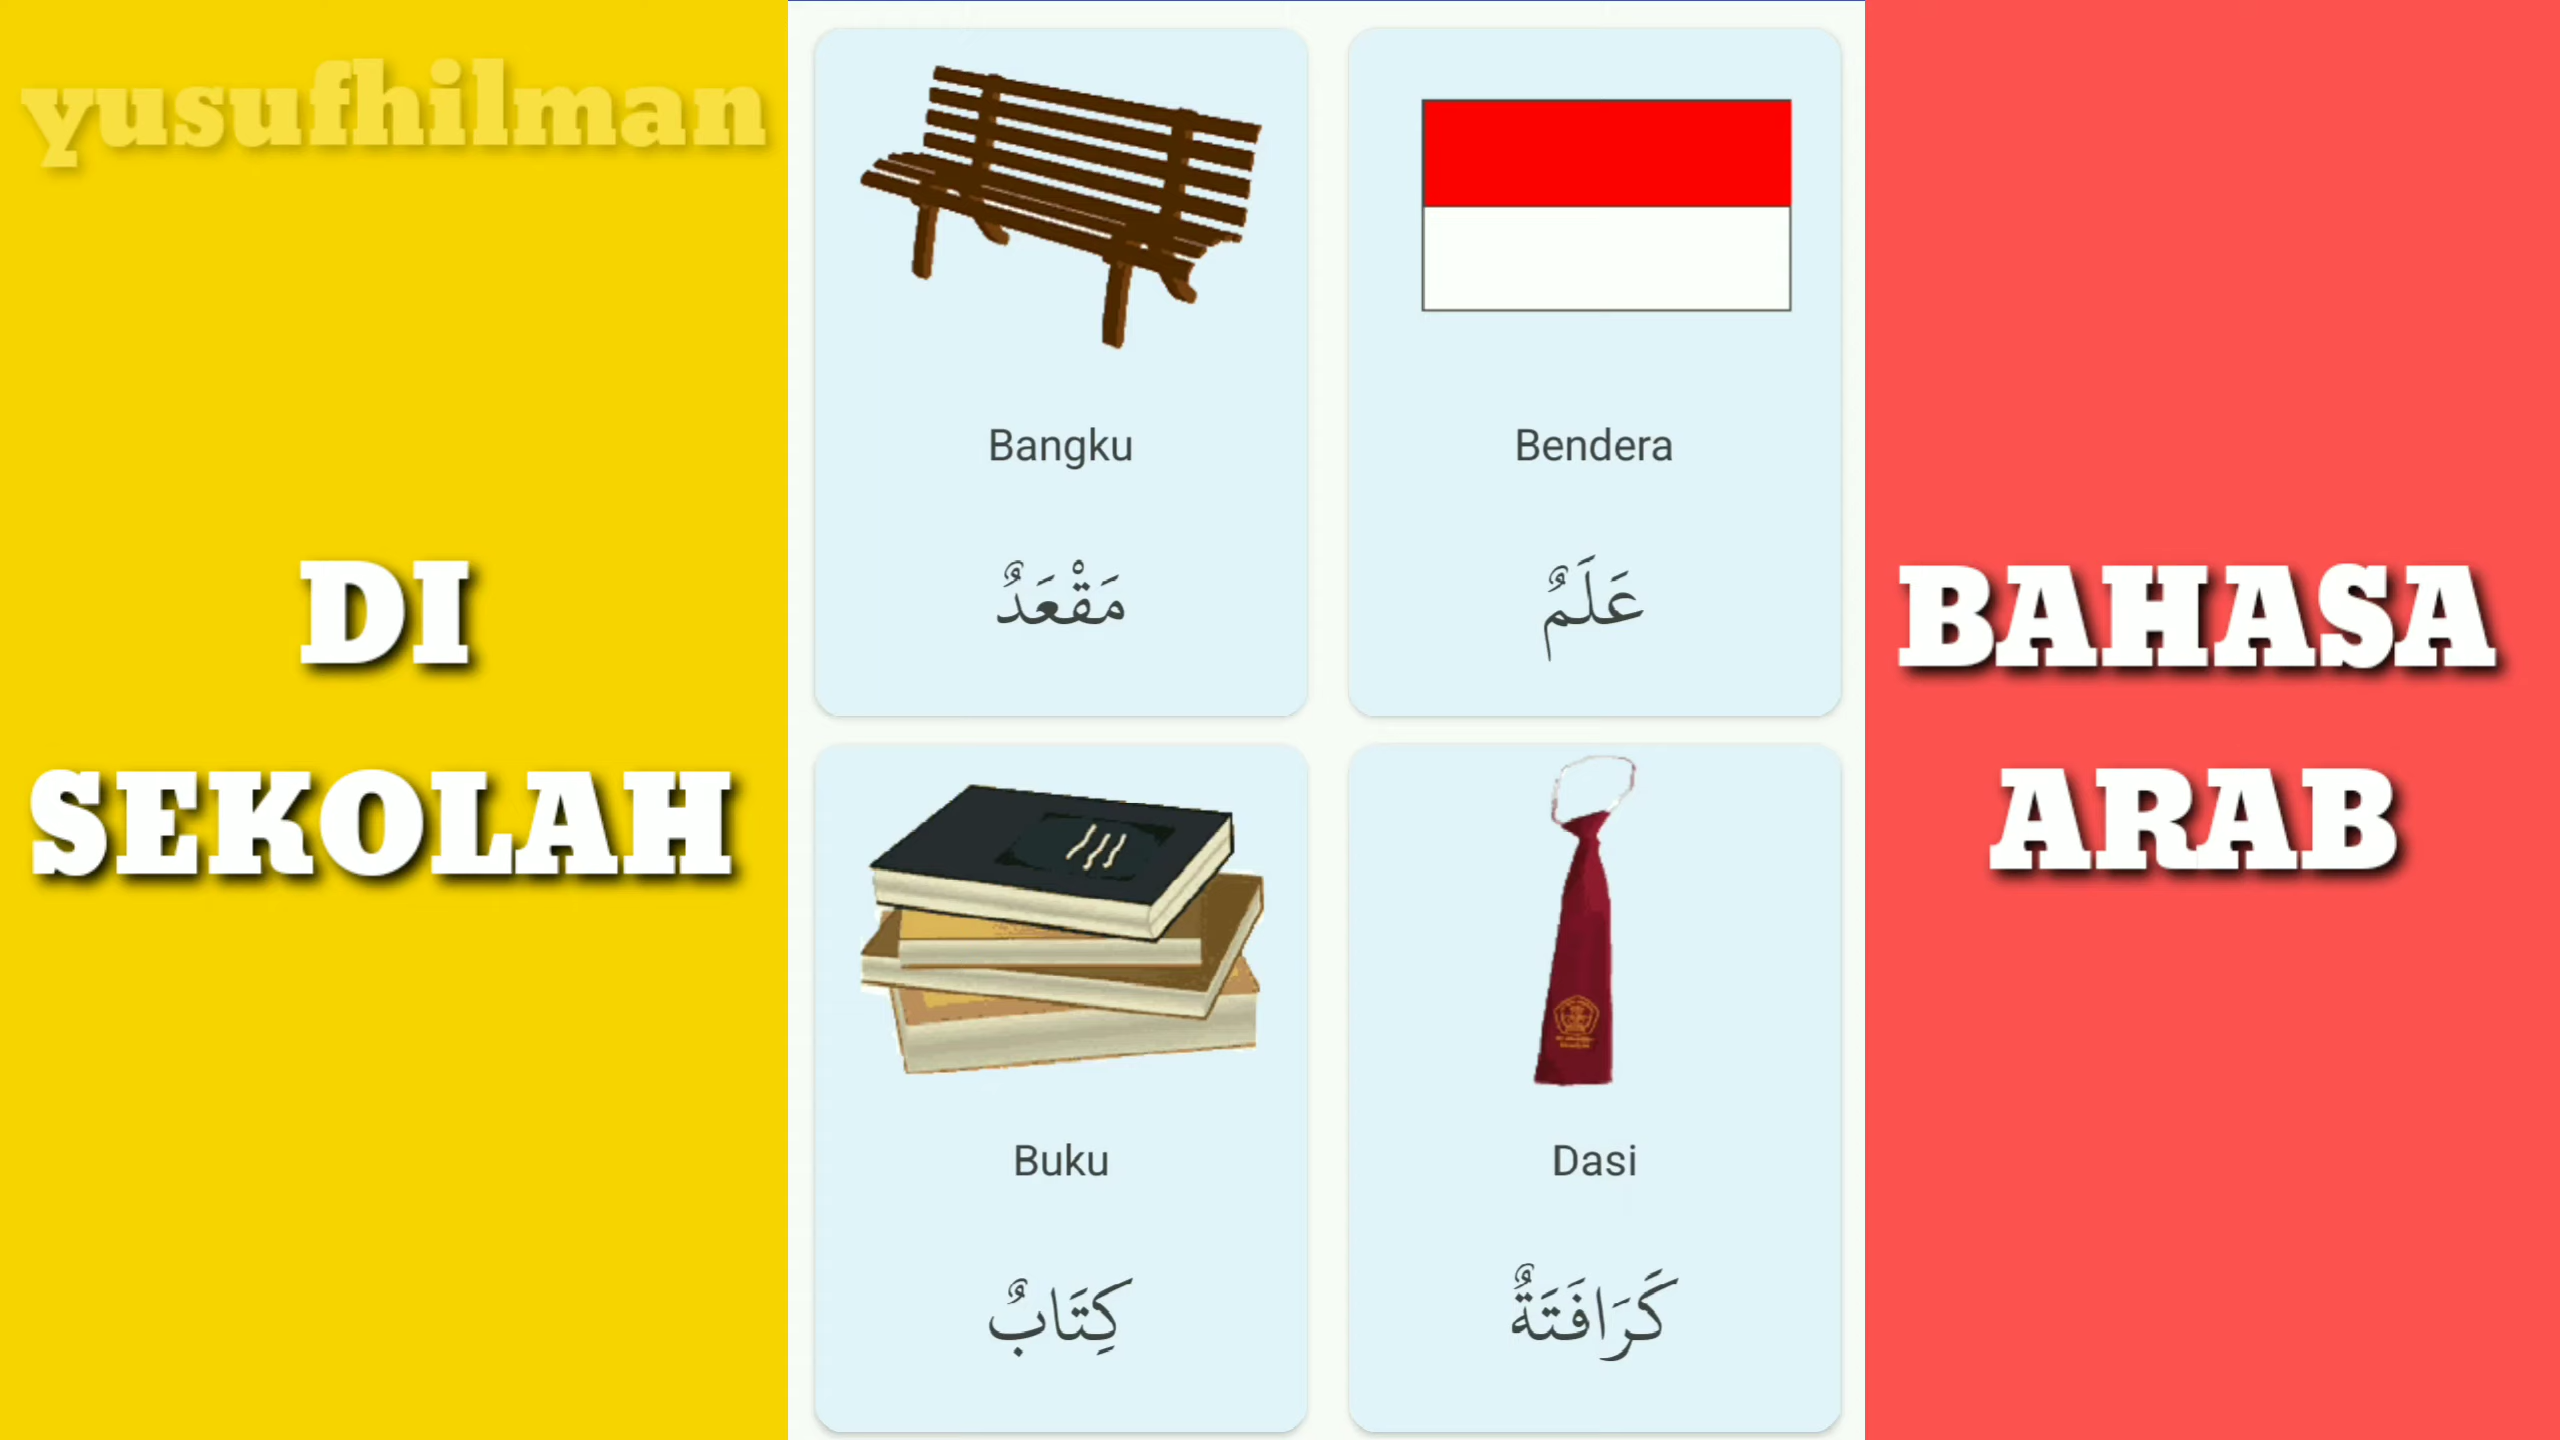 yusufhilman
DI
SEKOLAH
Bangku
مَقْعَدٌ
Bendera
عَلَمٌ
Buku
كِتَابٌ
Dasi
كَرَافَتَةٌ
BAHASA
ARAB